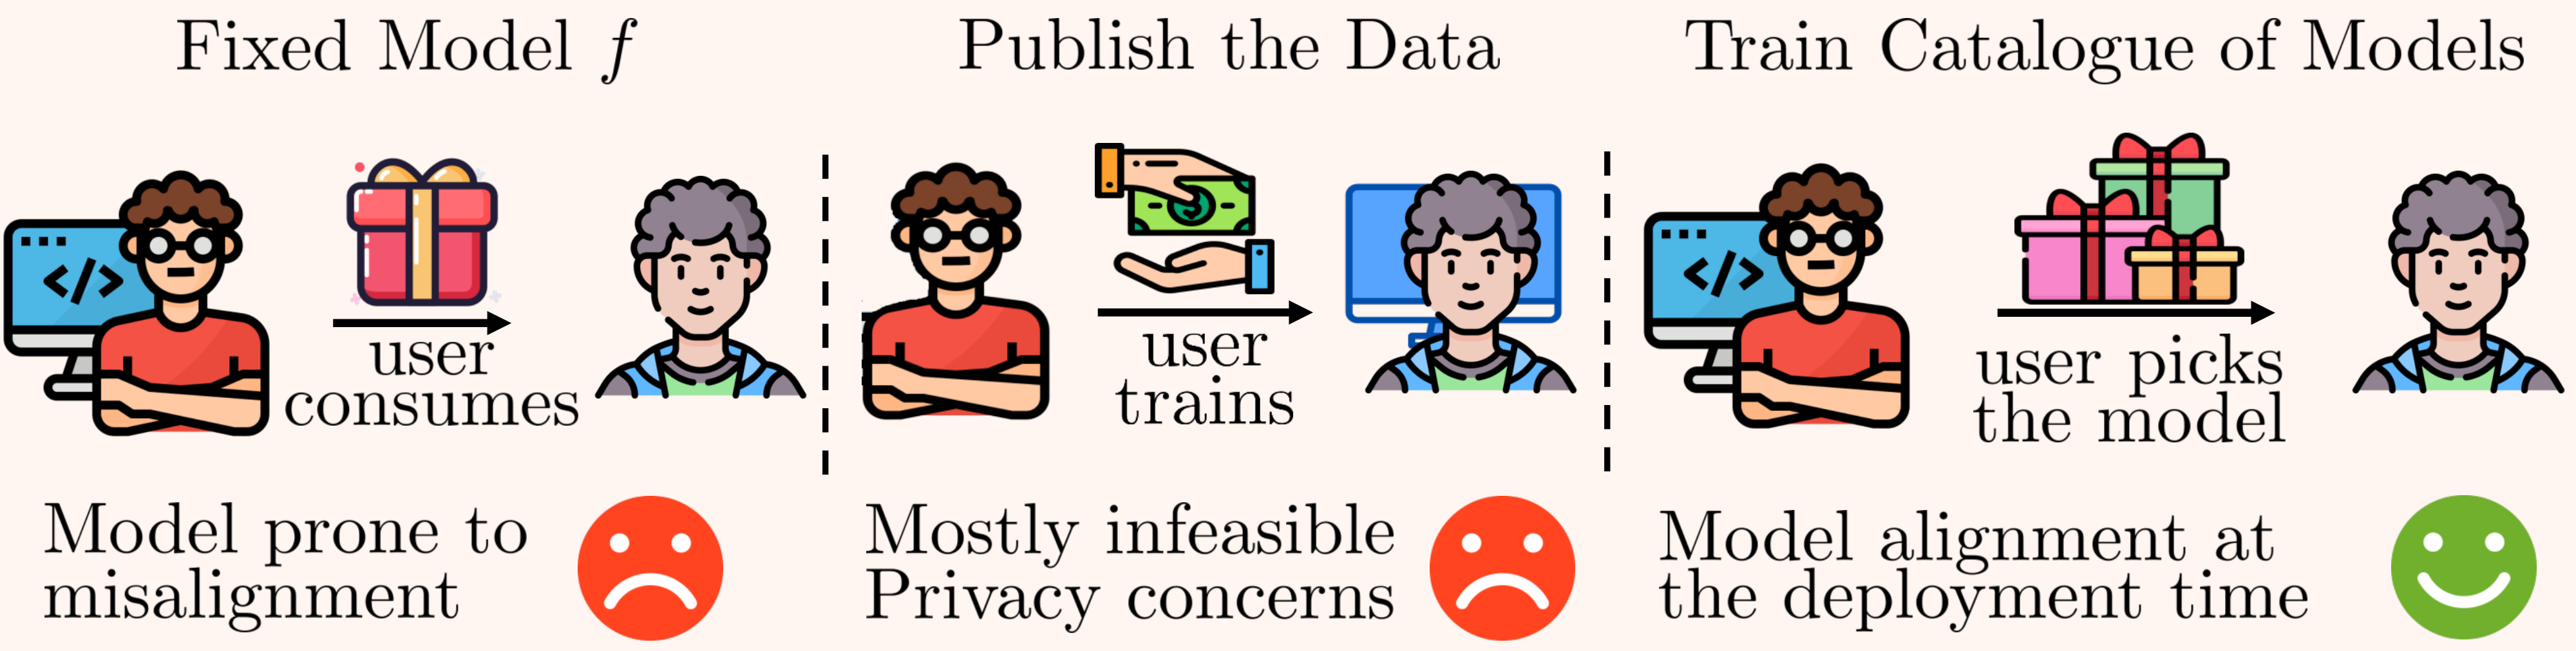 Fixed Model f
user
consumes
Model prone to
misalignment
Publish the Data
user
trains
Mostly infeasible
Privacy concerns
Train Catalogue of Models
</>
user picks
the model
Model alignment at
the deployment time